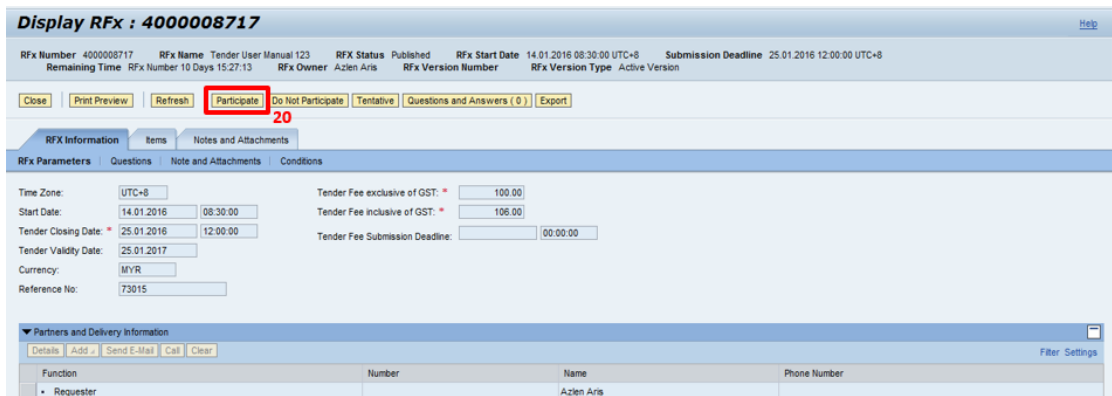 Display RFx : 4000008717
Help
RFx Number 4000008717 RFx Name Tender User Manual 123 RFX Status Published RFx Start Date 14.01.2016 08:30:00 UTC+8 Submission Deadline 25.01.2016 12:00:00 UTC+8
Remaining Time RFx Number 10 Days 15:27:13 RFx Owner Azlen Aris RFx Version Number RFx Version Type Active Version
Close Print Preview Refresh Participate Do Not Participate Tentative Questions and Answers ( 0 ) Export
20
RFX Information Items Notes and Attachments
RFx Parameters Questions Note and Attachments Conditions
Time Zone: UTC+8 Tender Fee exclusive of GST: * 100.00
Start Date: 14.01.2016 08:30:00 Tender Fee inclusive of GST: * 106.00
Tender Closing Date: * 25.01.2016 12:00:00 Tender Fee Submission Deadline: 00:00:00
Tender Validity Date: 25.01.2017
Currency: MYR
Reference No: 73015
Partners and Delivery Information
Details Add Send E-Mail Call Clear Filter Settings
Function Number Name Phone Number
• Requester Azlen Aris